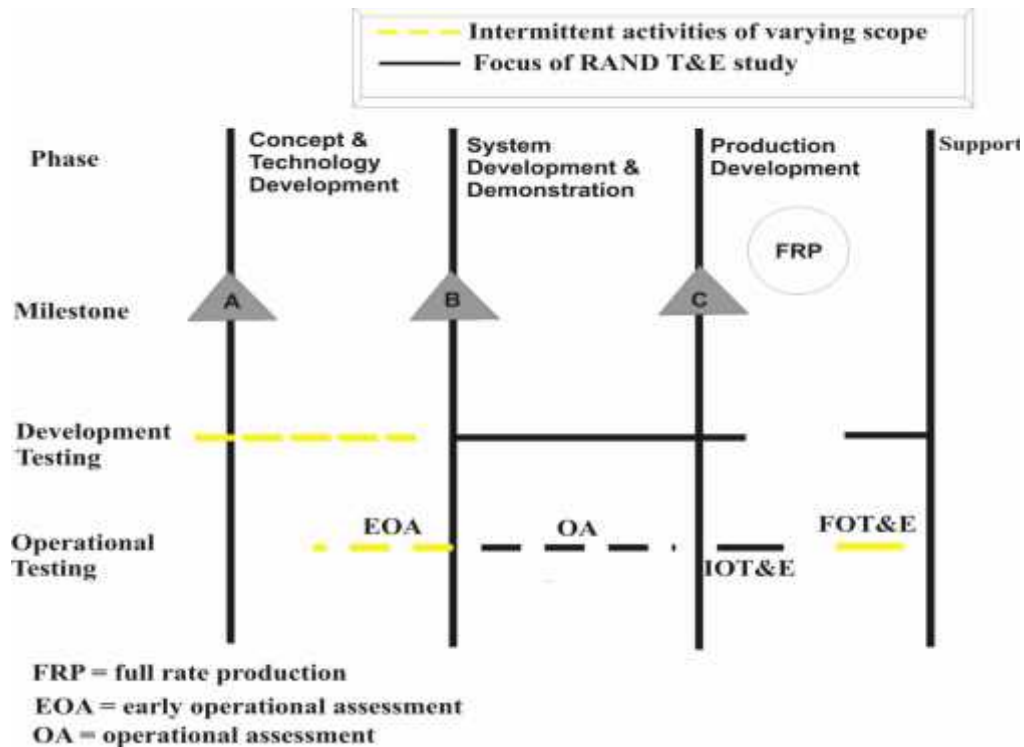 Intermittent activities of varying scope
Focus of RAND T&E study
Phase
Concept &
Technology
Development
System
Development &
Demonstration
Production
Development
Support
FRP
Milestone
A
B
C
Development
Testing
Operational
Testing
EOA
OA
IOT&E
FOT&E
FRP = full rate production
EOA = early operational assessment
OA = operational assessment